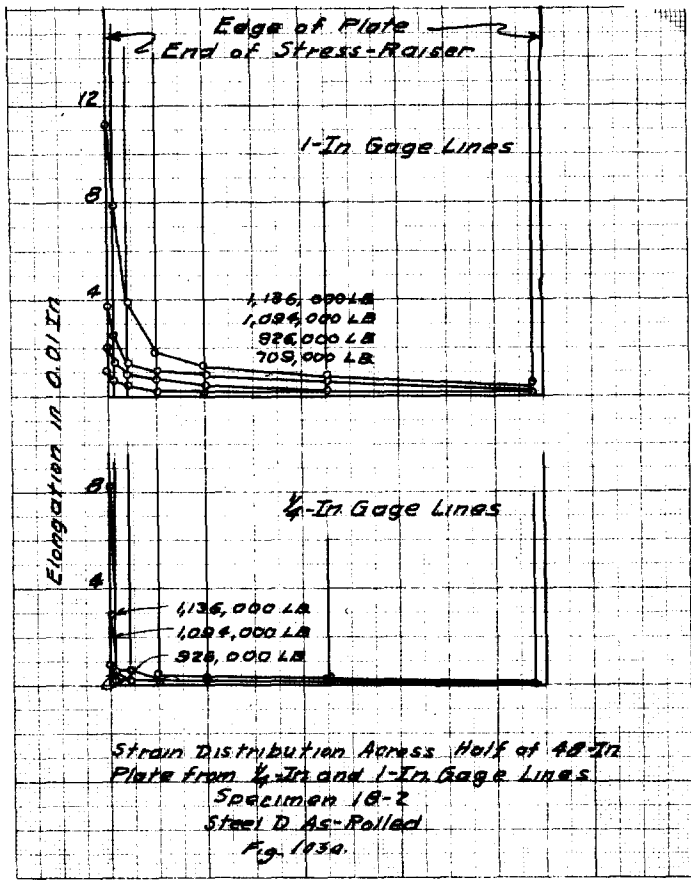 Edge of Plate
End of Stress-Raiser
12
1-In Gage Lines
8
4
1,136,000 LB
1,094,000 LB
926,000 LB
709,000 LB
Elongation in 0.01 In
8
1/4-In Gage Lines
4
1,136,000 LB
1,094,000 LB
926,000 LB
Strain Distribution Across Half of 48-In
Plate from 1/4-In and 1-In Gage Lines
Specimen 18-2
Steel D As-Rolled
Fig. 103a.